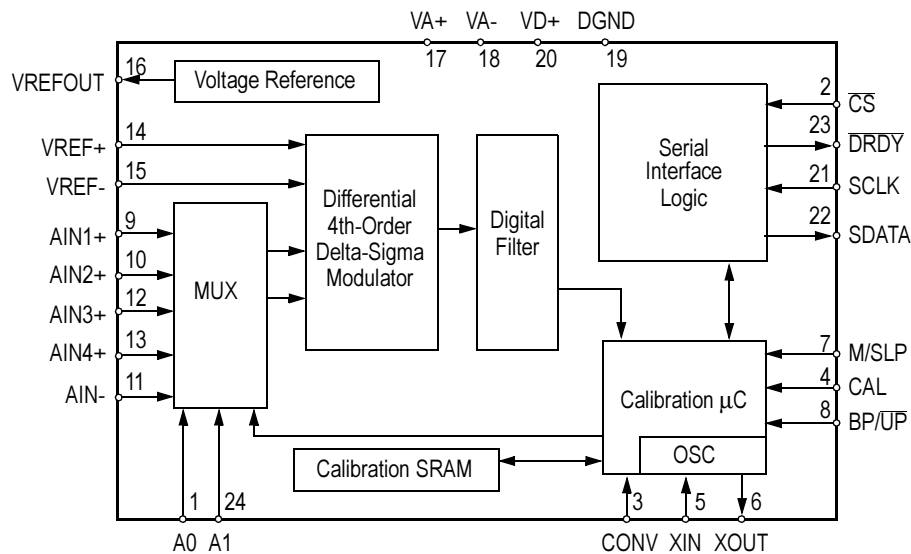 VA+ VA- VD+ DGND
17 18 20 19
VREFOUT 16 Voltage Reference
VREF+ 14
VREF- 15
AIN1+ 9
AIN2+ 10
AIN3+ 12
AIN4+ 13
AIN- 11
MUX
Differential
4th-Order
Delta-Sigma
Modulator
Digital
Filter
Serial
Interface
Logic
2 C̅S̅
23 D̅R̅D̅Y̅
21 SCLK
22 SDATA
7 M/SLP
4 CAL
8 BP/U̅P̅
Calibration µC
OSC
Calibration SRAM
1 24 3 5 6
A0 A1 CONV XIN XOUT